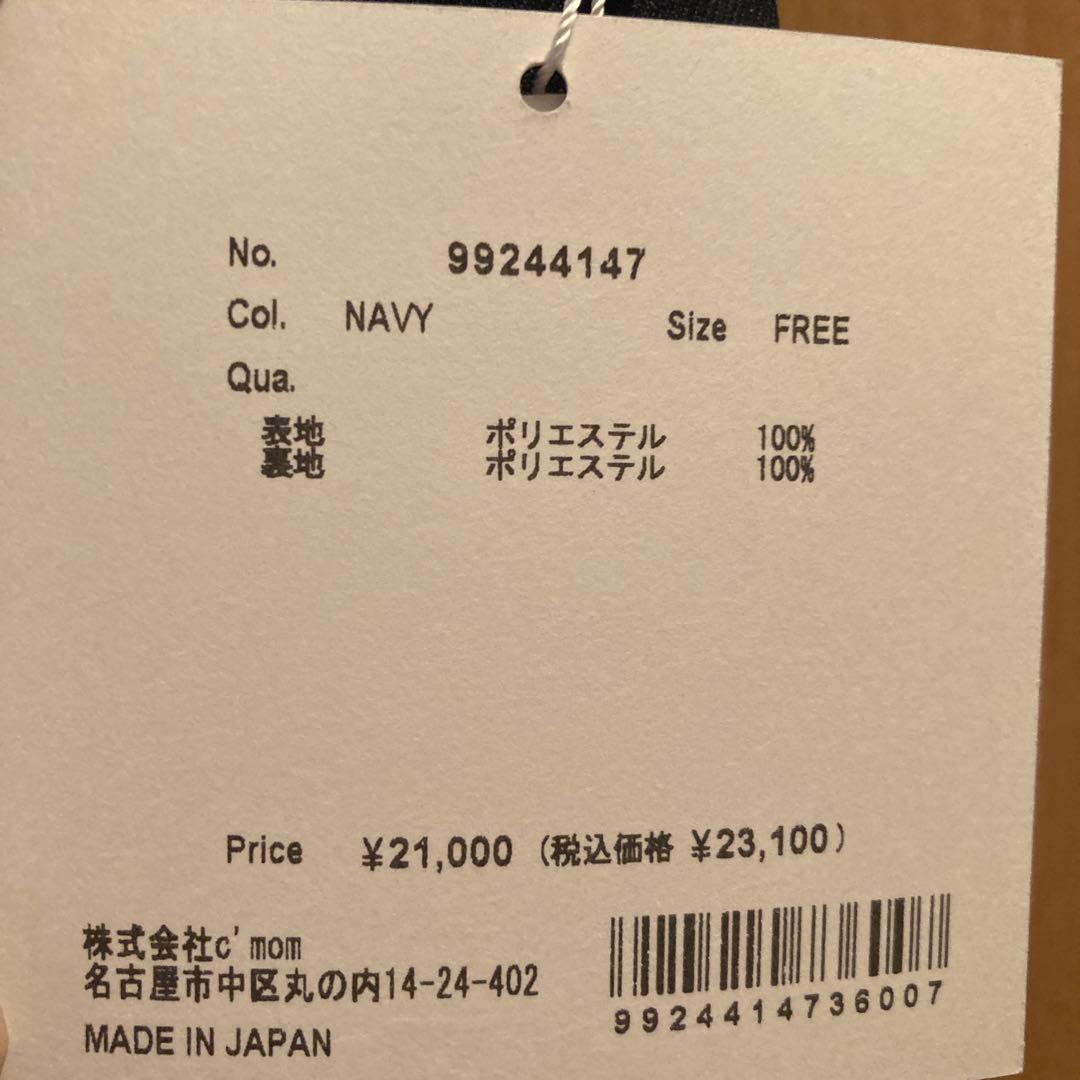 No. 99244147
Col. NAVY Size FREE
Qua.
表地 ポリエステル 100%
裏地 ポリエステル 100%
Price ¥21,000 (税込価格 ¥23,100)
株式会社c'mom
名古屋市中区丸の内14-24-402
MADE IN JAPAN
9924414736007